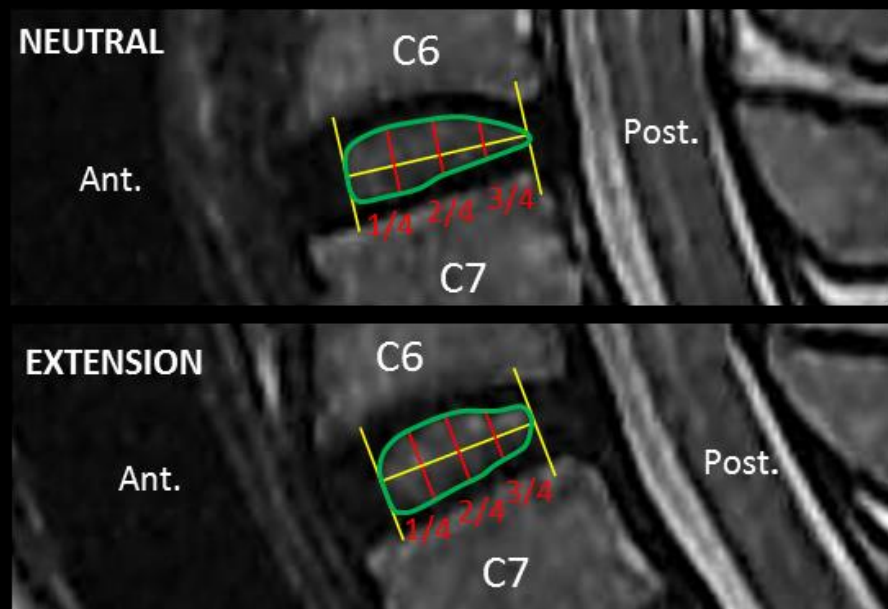 NEUTRAL
C6
Ant.
Post.
1/4 2/4 3/4
C7
EXTENSION
C6
Ant.
Post.
1/4 2/4 3/4
C7